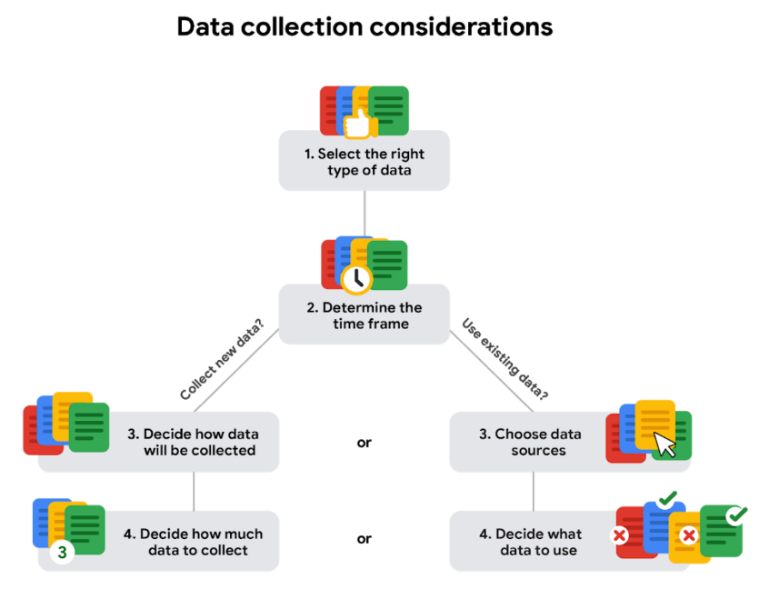 Data collection considerations
1. Select the right
type of data
2. Determine the
time frame
Collect new data?
Use existing data?
3. Decide how data
will be collected
or
3. Choose data
sources
4. Decide how much
data to collect
3
or
4. Decide what
data to use